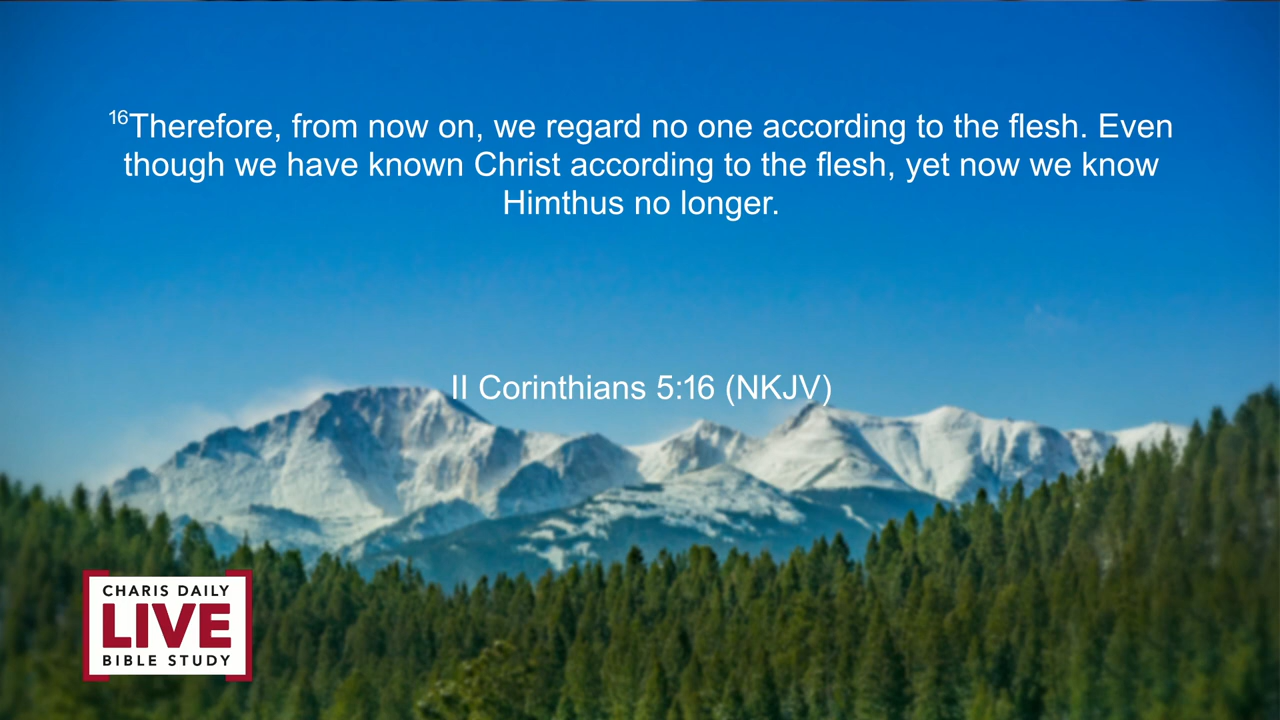 16Therefore, from now on, we regard no one according to the flesh. Even
though we have known Christ according to the flesh, yet now we know
Himthus no longer.
II Corinthians 5:16 (NKJV)
CHARIS DAILY
LIVE
BIBLE STUDY